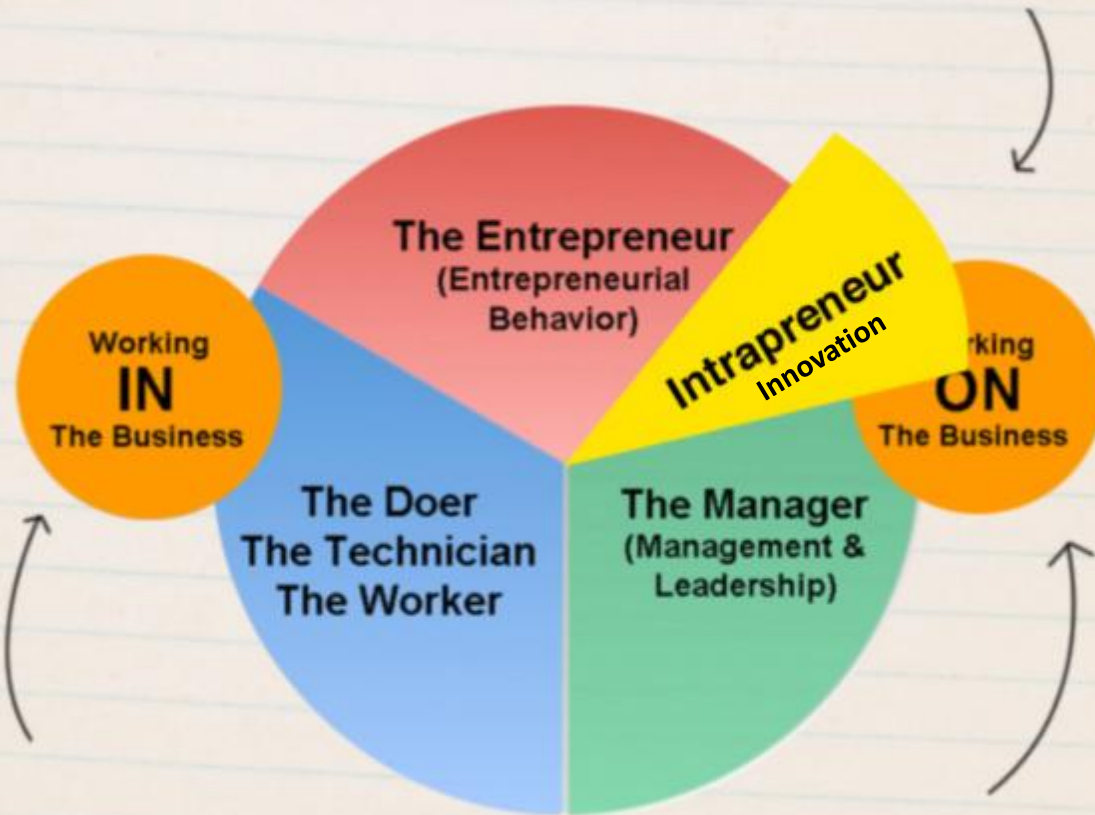 The Entrepreneur
(Entrepreneurial
Behavior)
Intrapreneur
Innovation
Working
IN
The Business
rking
ON
The Business
The Doer
The Technician
The Worker
The Manager
(Management &
Leadership)